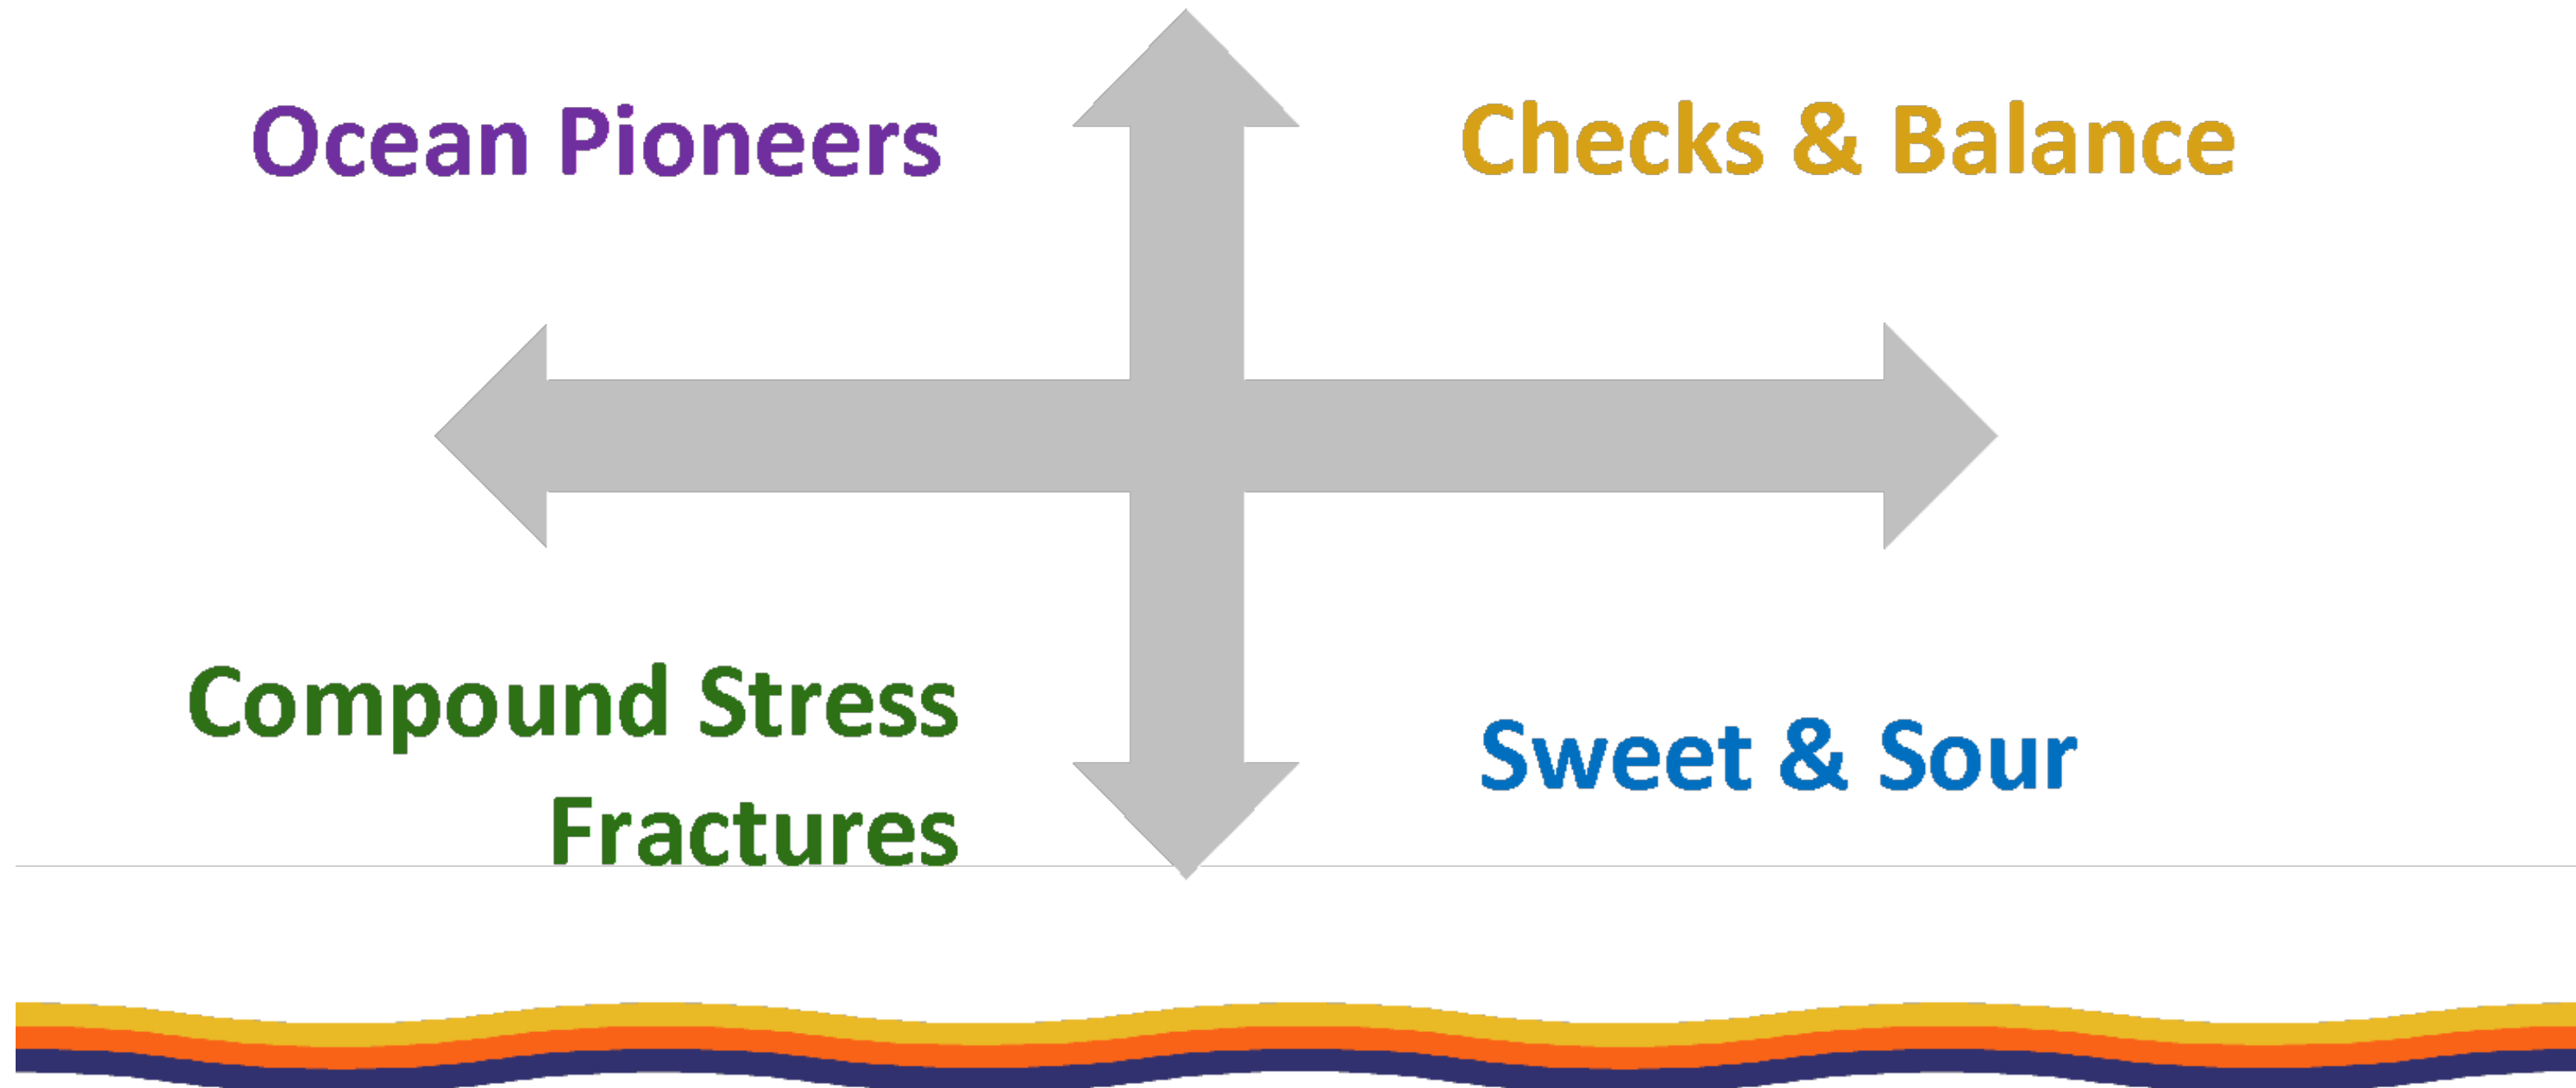 Ocean Pioneers
Checks & Balance
Compound Stress
Fractures
Sweet & Sour